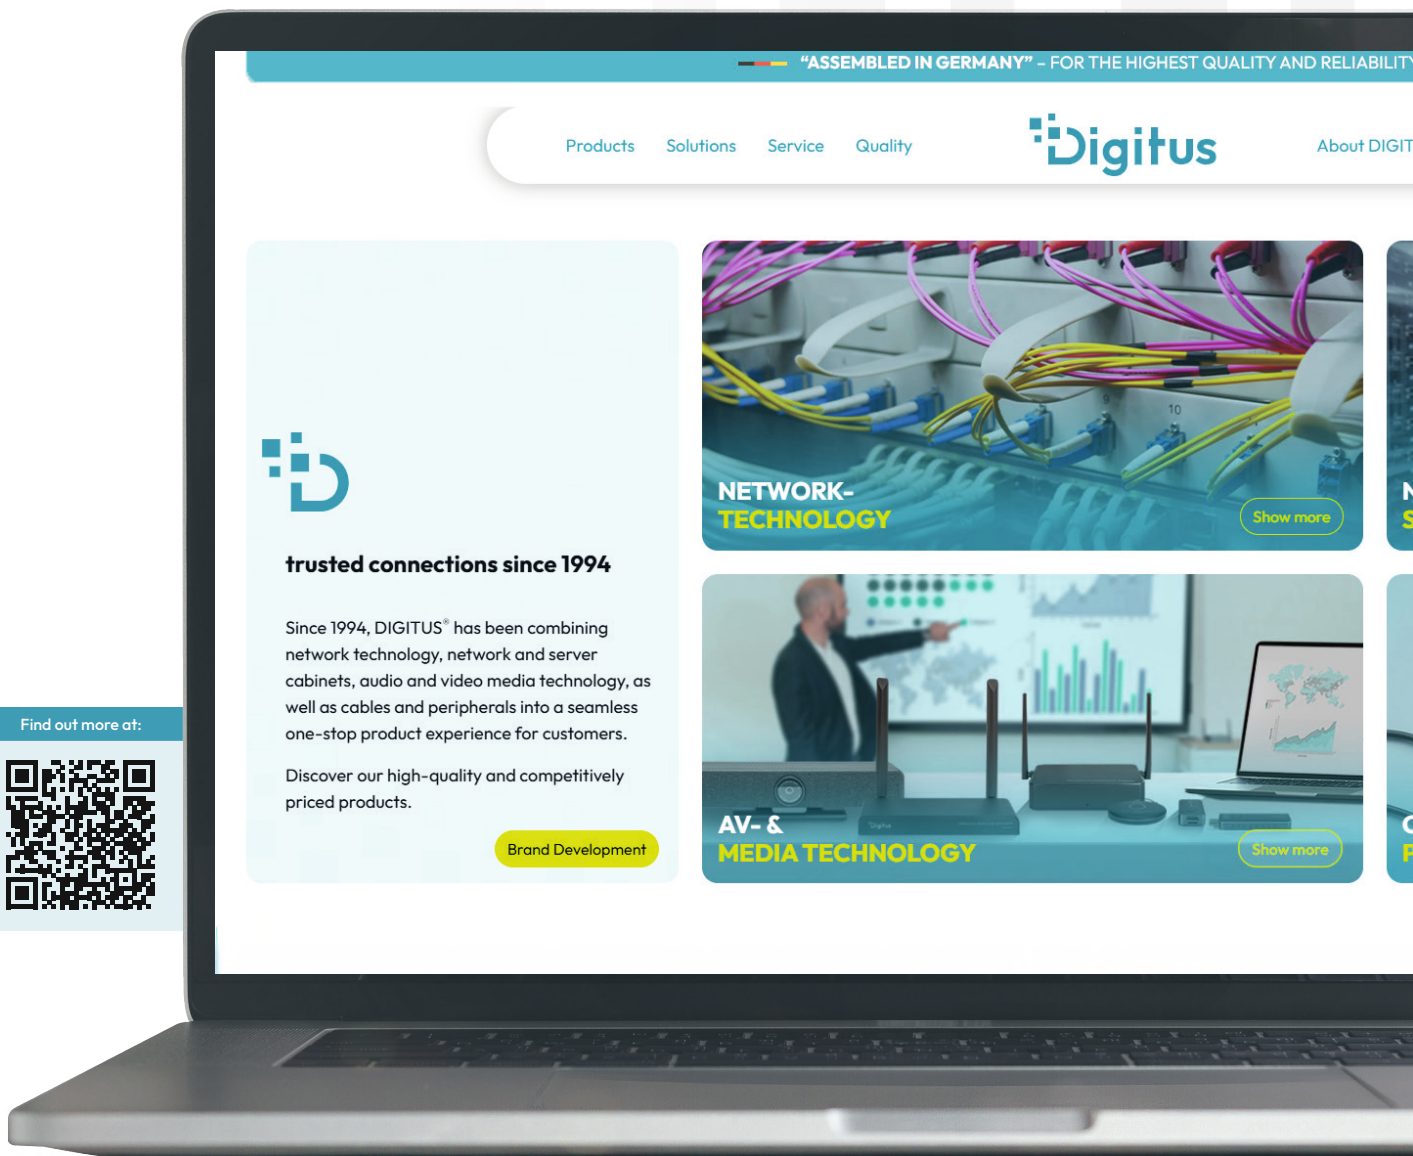 “ASSEMBLED IN GERMANY” – FOR THE HIGHEST QUALITY AND RELIABILITY
Products Solutions Service Quality
Digitus
About DIGIT
trusted connections since 1994
Since 1994, DIGITUS® has been combining
network technology, network and server
cabinets, audio and video media technology, as
well as cables and peripherals into a seamless
one-stop product experience for customers.
Discover our high-quality and competitively
priced products.
Brand Development
NETWORK-
TECHNOLOGY
Show more
9
10
AV- &
MEDIA TECHNOLOGY
Show more
Digitus
Find out more at: